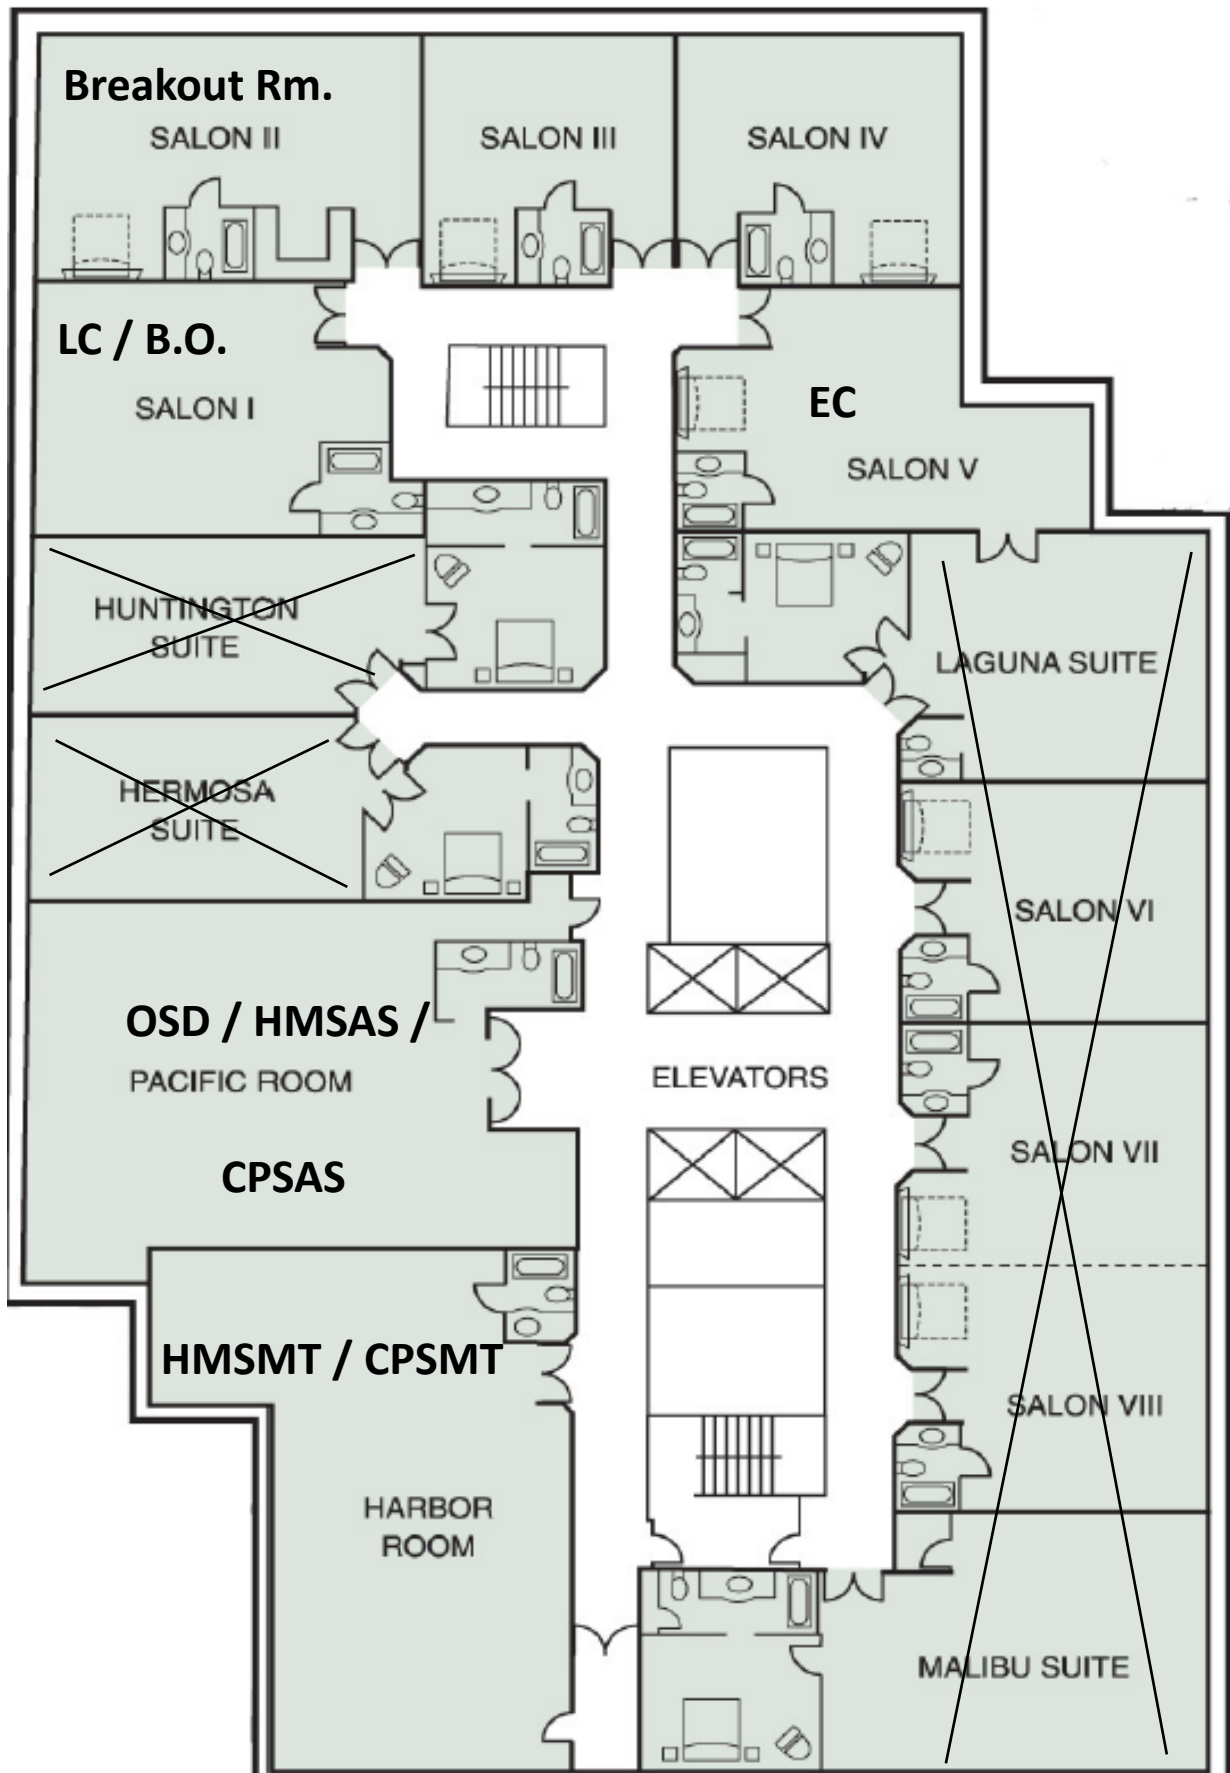 Breakout Rm.
SALON II
SALON III
SALON IV
LC / B.O.
SALON I
EC
SALON V
HUNTINGTON
SUITE
LAGUNA SUITE
HERMOSA
SUITE
SALON VI
OSD / HMSAS /
PACIFIC ROOM
ELEVATORS
CPSAS
SALON VII
HMSMT / CPSMT
SALON VIII
HARBOR
ROOM
MALIBU SUITE